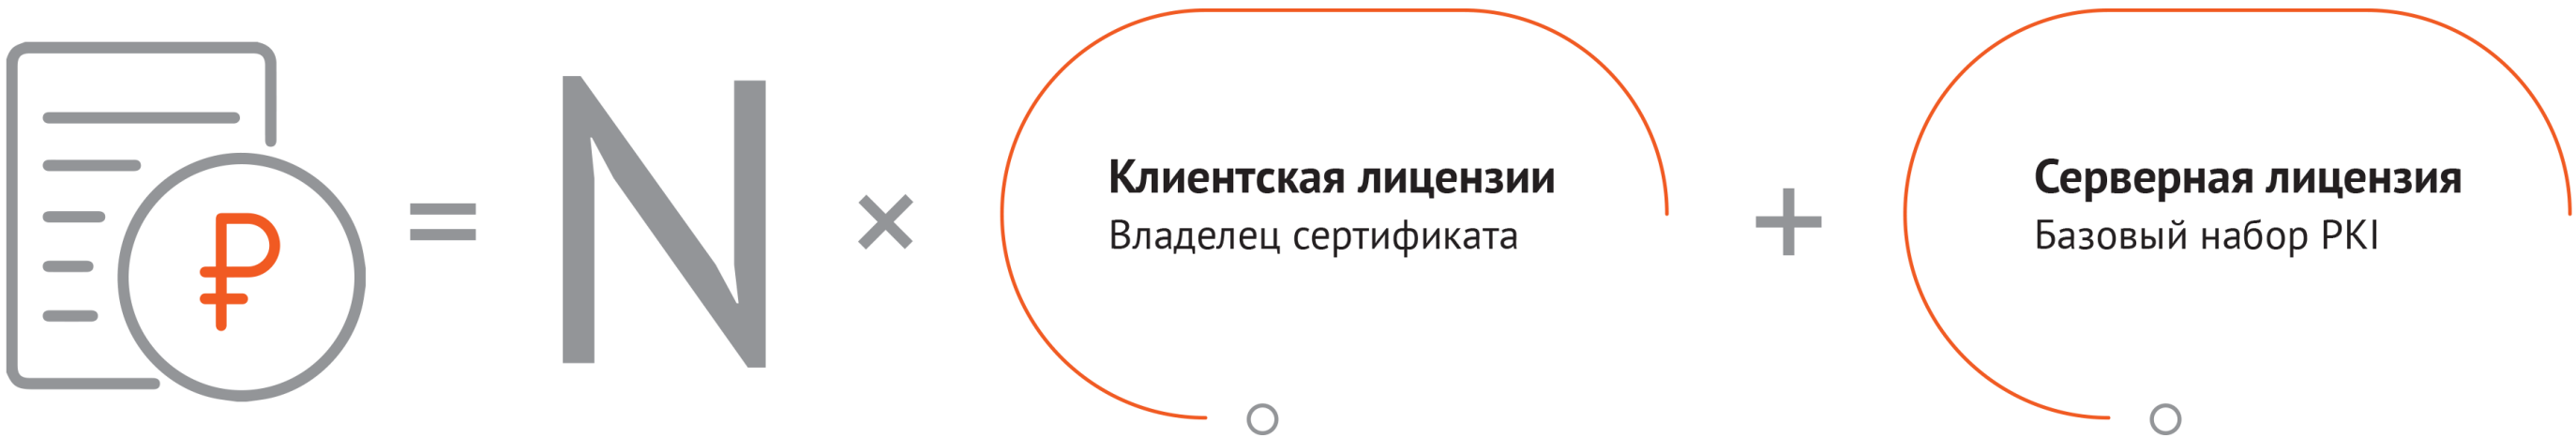 ₽ = N × Клиентская лицензии + Серверная лицензия
Владелец сертификата
Базовый набор PKI